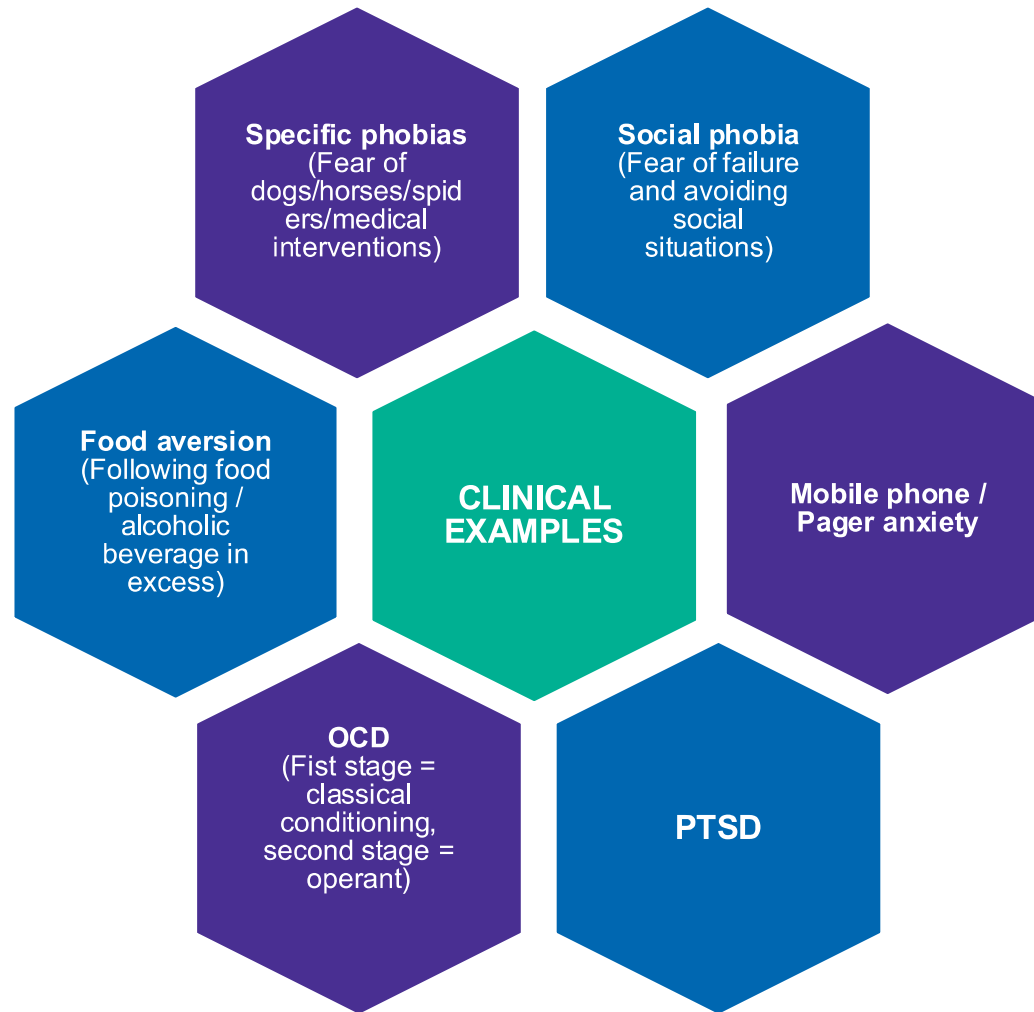 Specific phobias
(Fear of
dogs/horses/spid
ers/medical
interventions)
Social phobia
(Fear of failure
and avoiding
social
situations)
Food aversion
(Following food
poisoning /
alcoholic
beverage in
excess)
CLINICAL
EXAMPLES
Mobile phone /
Pager anxiety
OCD
(Fist stage =
classical
conditioning,
second stage =
operant)
PTSD